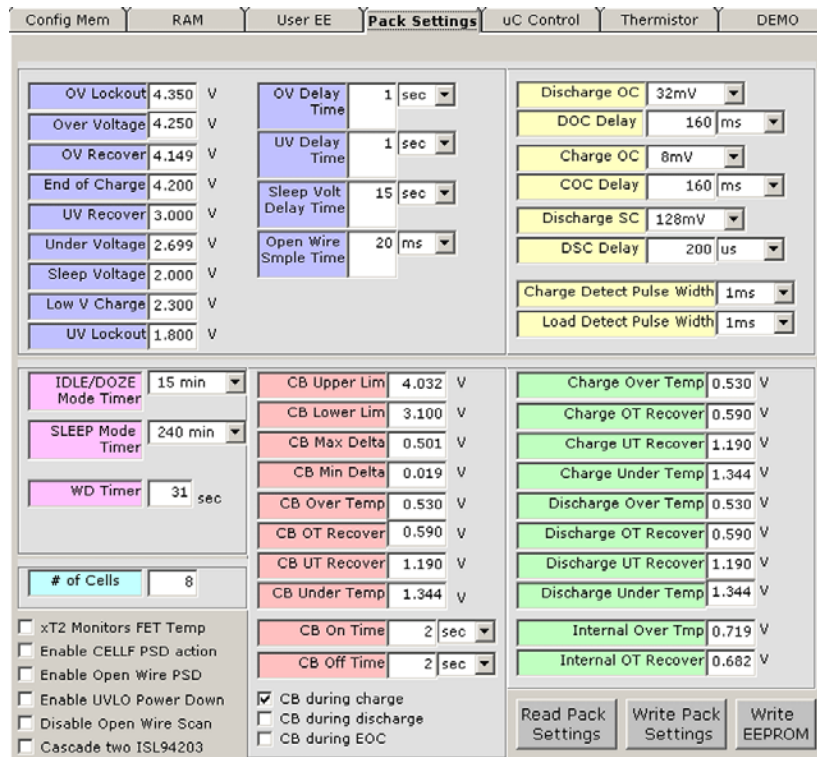 Config Mem RAM User EE Pack Settings uC Control Thermistor DEMO
OV Lockout 4.350 V
Over Voltage 4.250 V
OV Recover 4.149 V
End of Charge 4.200 V
UV Recover 3.000 V
Under Voltage 2.699 V
Sleep Voltage 2.000 V
Low V Charge 2.300 V
UV Lockout 1.800 V
OV Delay 1 sec
Time
UV Delay 1 sec
Time
Sleep Volt 15 sec
Delay Time
Open Wire 20 ms
Smple Time
Discharge OC 32mV
DOC Delay 160 ms
Charge OC 8mV
COC Delay 160 ms
Discharge SC 128mV
DSC Delay 200 us
Charge Detect Pulse Width 1ms
Load Detect Pulse Width 1ms
IDLE/DOZE 15 min
Mode Timer
SLEEP Mode 240 min
Timer
WD Timer 31 sec
# of Cells 8
xT2 Monitors FET Temp
Enable CELLF PSD action
Enable Open Wire PSD
Enable UVLO Power Down
Disable Open Wire Scan
Cascade two ISL94203
CB Upper Lim 4.032 V
CB Lower Lim 3.100 V
CB Max Delta 0.501 V
CB Min Delta 0.019 V
CB Over Temp 0.530 V
CB OT Recover 0.590 V
CB UT Recover 1.190 V
CB Under Temp 1.344 V
CB On Time 2 sec
CB Off Time 2 sec
CB during charge
CB during discharge
CB during EOC
Charge Over Temp 0.530 V
Charge OT Recover 0.590 V
Charge UT Recover 1.190 V
Charge Under Temp 1.344 V
Discharge Over Temp 0.530 V
Discharge OT Recover 0.590 V
Discharge UT Recover 1.190 V
Discharge Under Temp 1.344 V
Internal Over Tmp 0.719 V
Internal OT Recover 0.682 V
Read Pack
Settings
Write Pack
Settings
Write
EEPROM